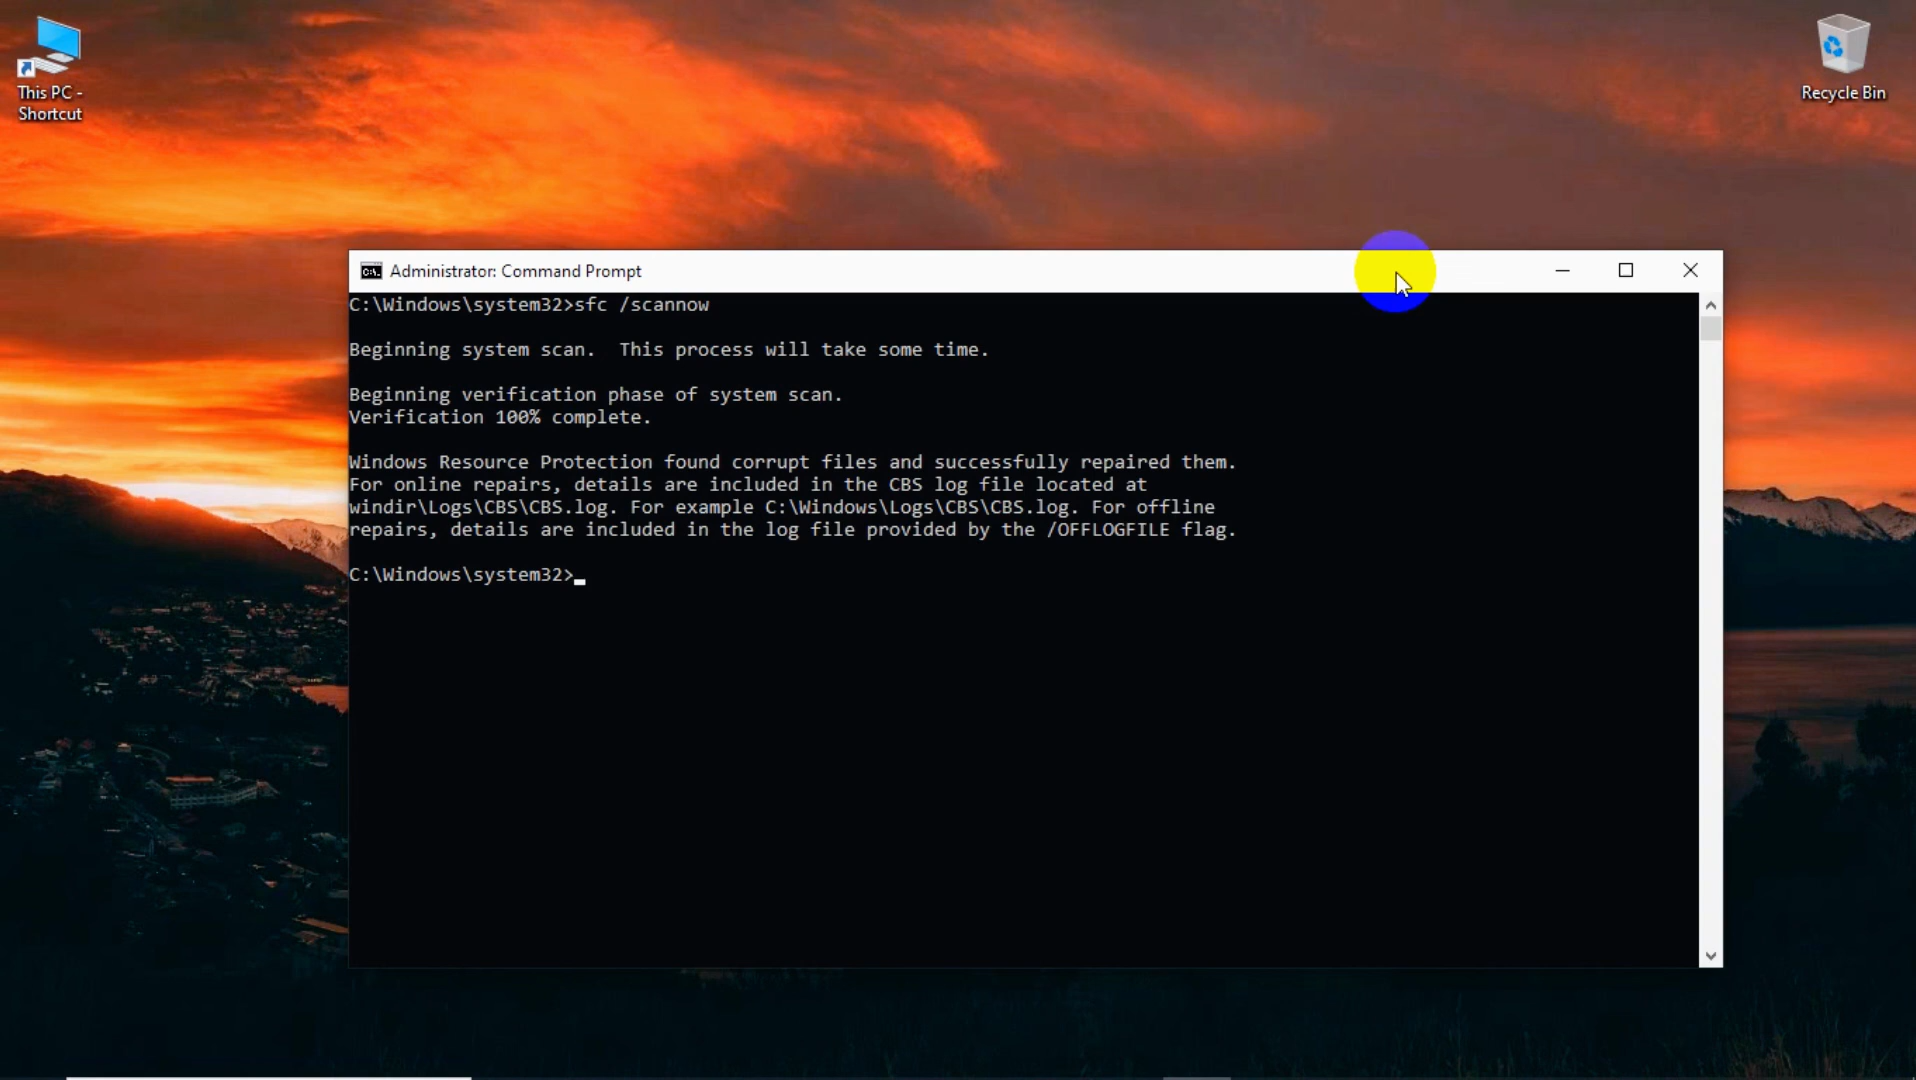 This PC -
Shortcut
Recycle Bin
Administrator: Command Prompt
C:\Windows\system32>sfc /scannow
Beginning system scan.  This process will take some time.
Beginning verification phase of system scan.
Verification 100% complete.
Windows Resource Protection found corrupt files and successfully repaired them.
For online repairs, details are included in the CBS log file located at
windir\Logs\CBS\CBS.log. For example C:\Windows\Logs\CBS\CBS.log. For offline
repairs, details are included in the log file provided by the /OFFLOGFILE flag.
C:\Windows\system32>